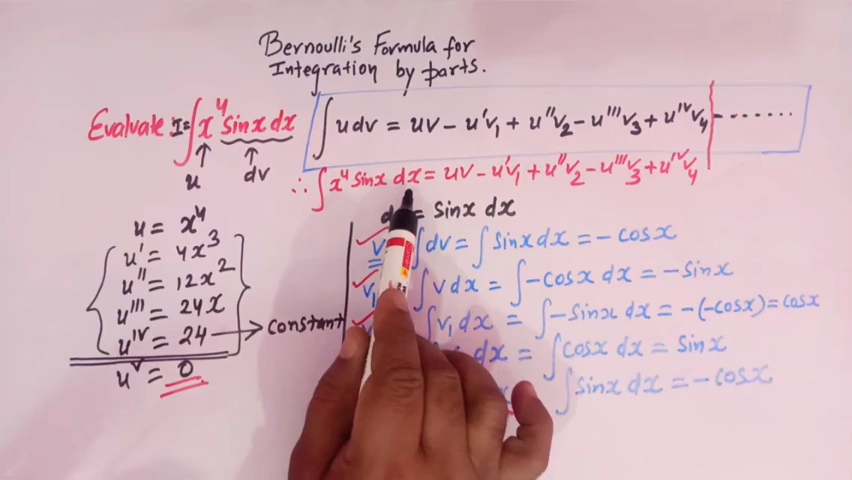 Bernoulli's Formula for
Integration by parts.
Evaluate I = ∫ x⁴ sinx dx
u dv
∫ u dv = uv - u'v₁ + u''v₂ - u'''v₃ + u^IV v₄ - - - - - - -
∴ ∫ x⁴ sinx dx = uv - u'v₁ + u''v₂ - u'''v₃ + u^IV v₄
u = x⁴
u' = 4x³
u'' = 12x²
u''' = 24x
u^IV = 24 → constant
u^V = 0
d = sinx dx
v ∫ dv = ∫ sinx dx = - cosx
v₁ ∫ v dx = ∫ -cosx dx = - sinx
∫ v₁ dx = ∫ -sinx dx = -(-cosx) = cosx
dx = ∫ cosx dx = sinx
∫ sinx dx = - cosx